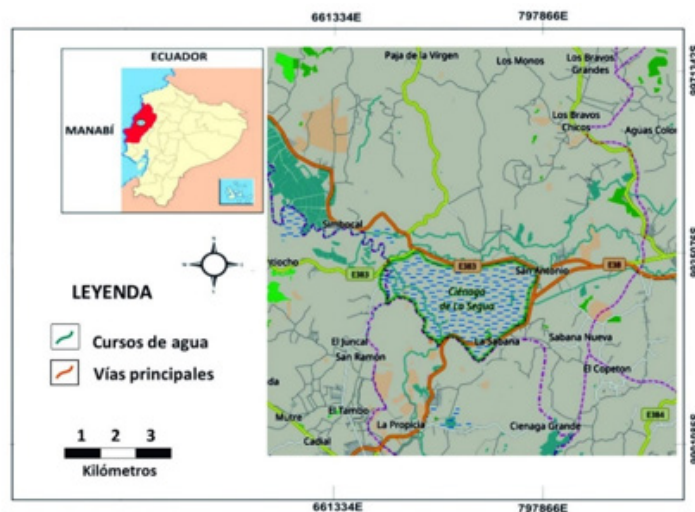 661334E
797866E
ECUADOR
MANABÍ
LEYENDA
Cursos de agua
Vías principales
1 2 3
Kilómetros
Paja de la Virgen
Los Monos
Los Bravos
Grandes
Los Bravos
Chicos
Aguas Color
Simbocal
E383
E383
San Antonio
E38
Ciénaga
de La Segua
La Sabana
Sabana Nueva
El Juncal
San Ramón
El Copeton
El Tambo
Mutre
La Propicia
Cienaga Grande
E384
Cadial
661334E
797866E